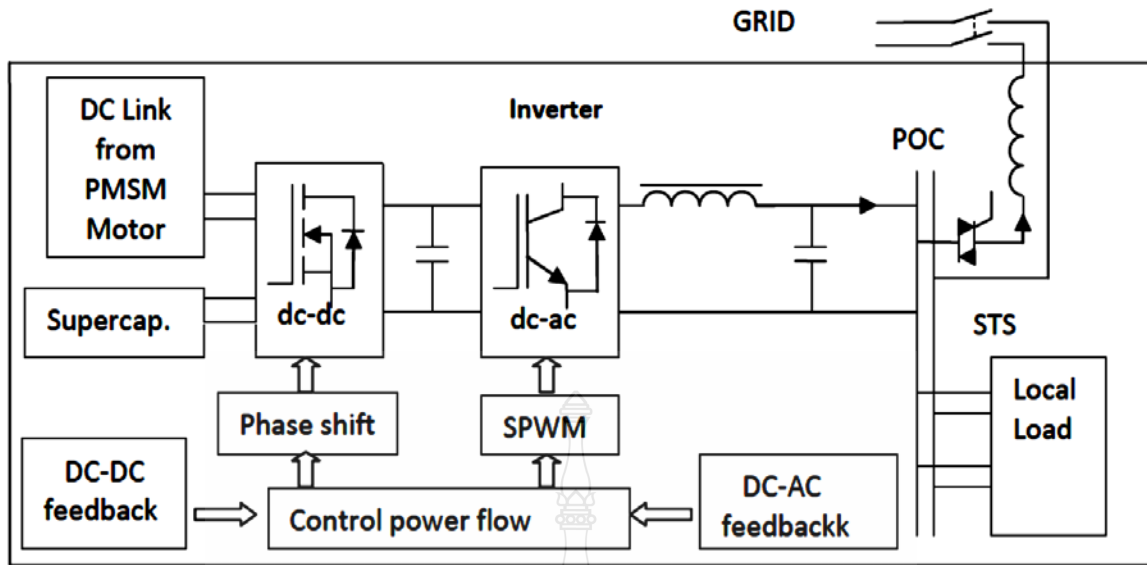 GRID
DC Link
from
PMSM
Motor
Inverter
POC
dc-dc
dc-ac
Supercap.
STS
Local
Load
Phase shift
SPWM
DC-DC
feedback
Control power flow
DC-AC
feedbackk